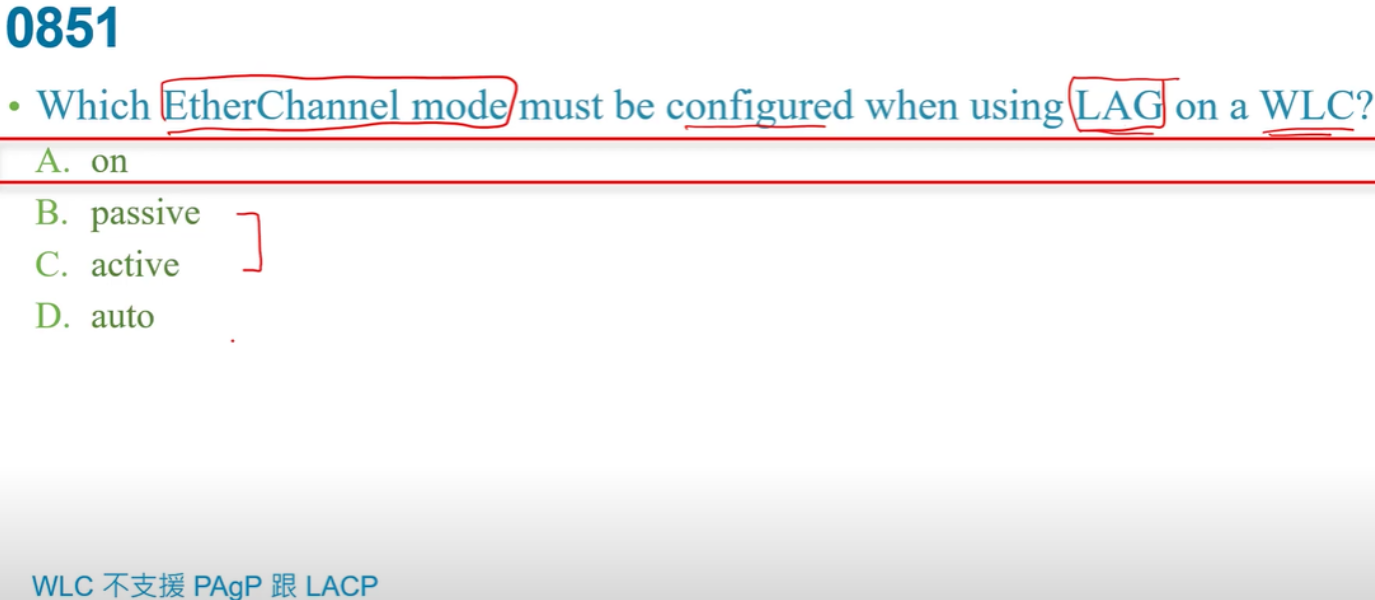 0851
• Which EtherChannel mode must be configured when using LAG on a WLC?
A. on
B. passive
C. active
D. auto
WLC 不支援 PAgP 跟 LACP